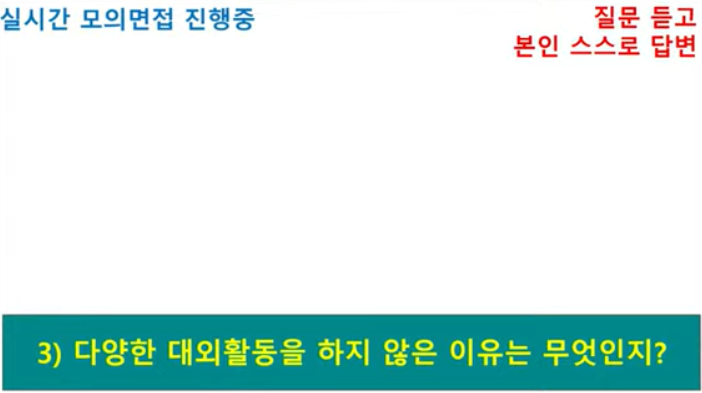 실시간 모의면접 진행중
질문 듣고
본인 스스로 답변
3) 다양한 대외활동을 하지 않은 이유는 무엇인지?